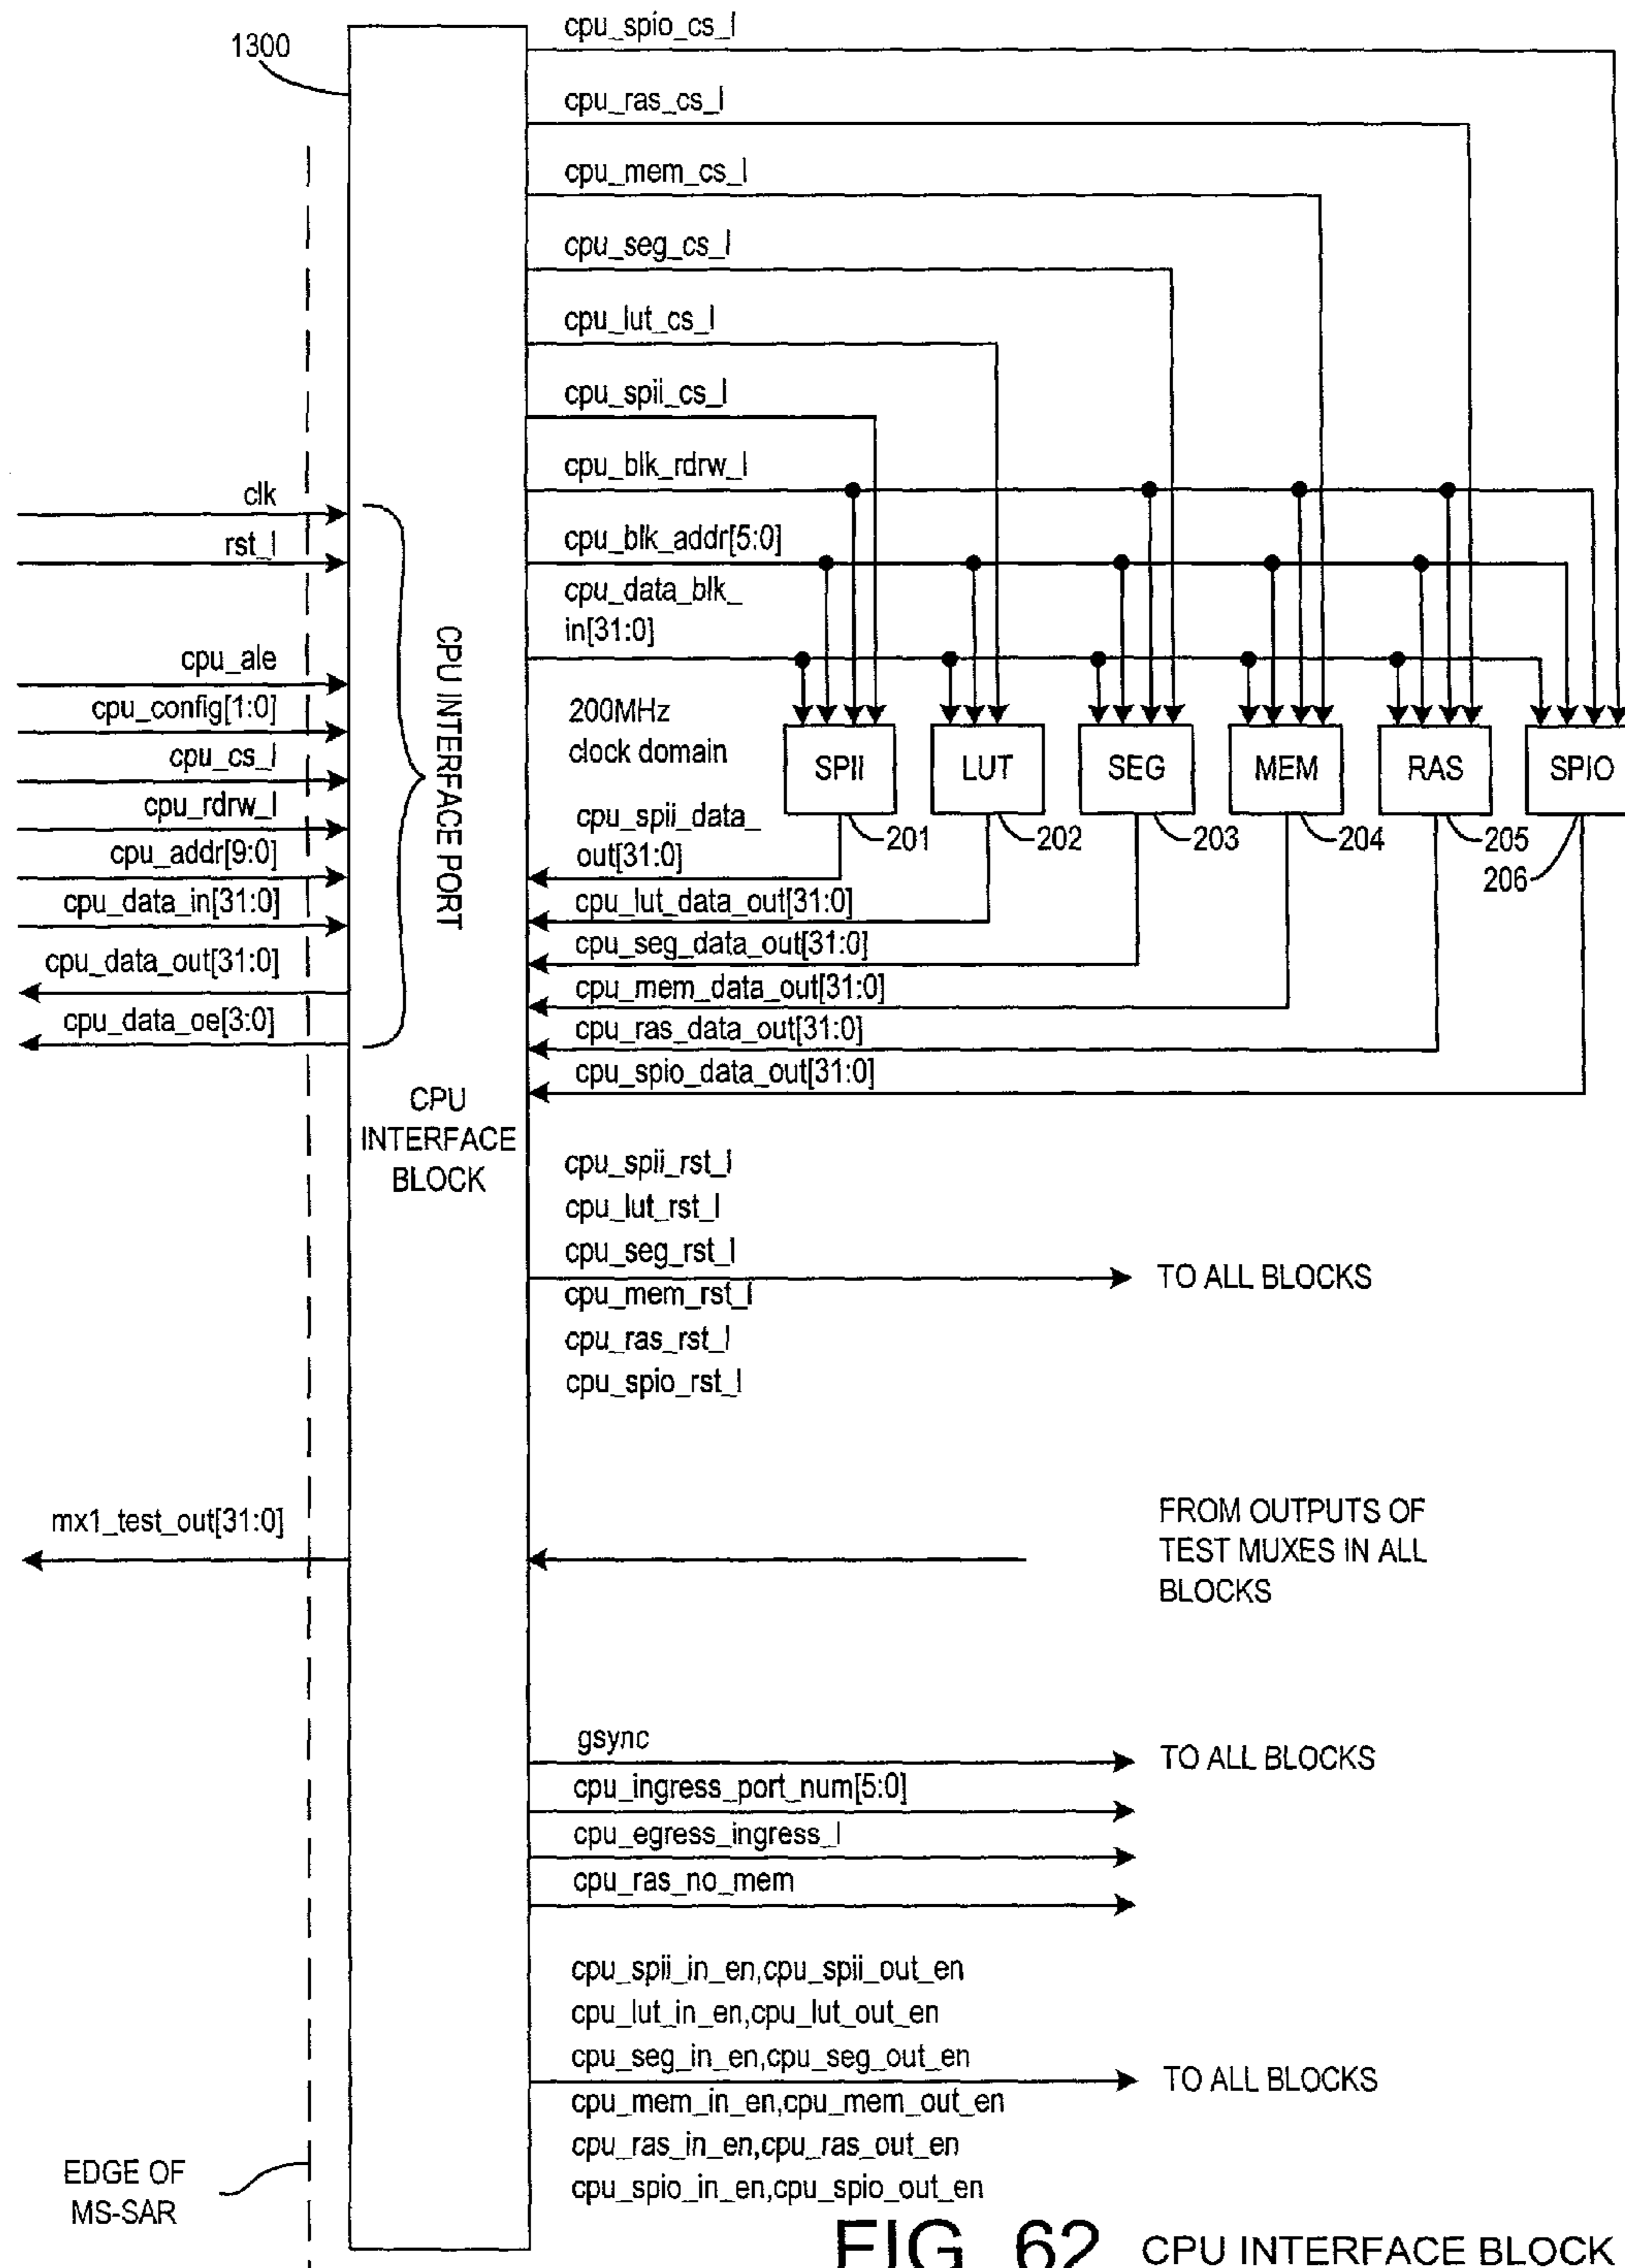 1300
cpu_spio_cs_l
cpu_ras_cs_l
cpu_mem_cs_l
cpu_seg_cs_l
cpu_lut_cs_l
cpu_spii_cs_l
cpu_blk_rdrw_l
cpu_blk_addr[5:0]
cpu_data_blk_
in[31:0]
clk
rst_l
cpu_ale
cpu_config[1:0]
cpu_cs_l
cpu_rdrw_l
cpu_addr[9:0]
cpu_data_in[31:0]
cpu_data_out[31:0]
cpu_data_oe[3:0]
CPU INTERFACE PORT
200MHz
clock domain
SPII
LUT
SEG
MEM
RAS
SPIO
201
202
203
204
205
206
cpu_spii_data_
out[31:0]
cpu_lut_data_out[31:0]
cpu_seg_data_out[31:0]
cpu_mem_data_out[31:0]
cpu_ras_data_out[31:0]
cpu_spio_data_out[31:0]
CPU
INTERFACE
BLOCK
cpu_spii_rst_l
cpu_lut_rst_l
cpu_seg_rst_l
cpu_mem_rst_l
cpu_ras_rst_l
cpu_spio_rst_l
TO ALL BLOCKS
mx1_test_out[31:0]
FROM OUTPUTS OF
TEST MUXES IN ALL
BLOCKS
gsync
TO ALL BLOCKS
cpu_ingress_port_num[5:0]
cpu_egress_ingress_l
cpu_ras_no_mem
cpu_spii_in_en,cpu_spii_out_en
cpu_lut_in_en,cpu_lut_out_en
cpu_seg_in_en,cpu_seg_out_en
cpu_mem_in_en,cpu_mem_out_en
cpu_ras_in_en,cpu_ras_out_en
cpu_spio_in_en,cpu_spio_out_en
TO ALL BLOCKS
EDGE OF
MS-SAR
FIG. 62 CPU INTERFACE BLOCK